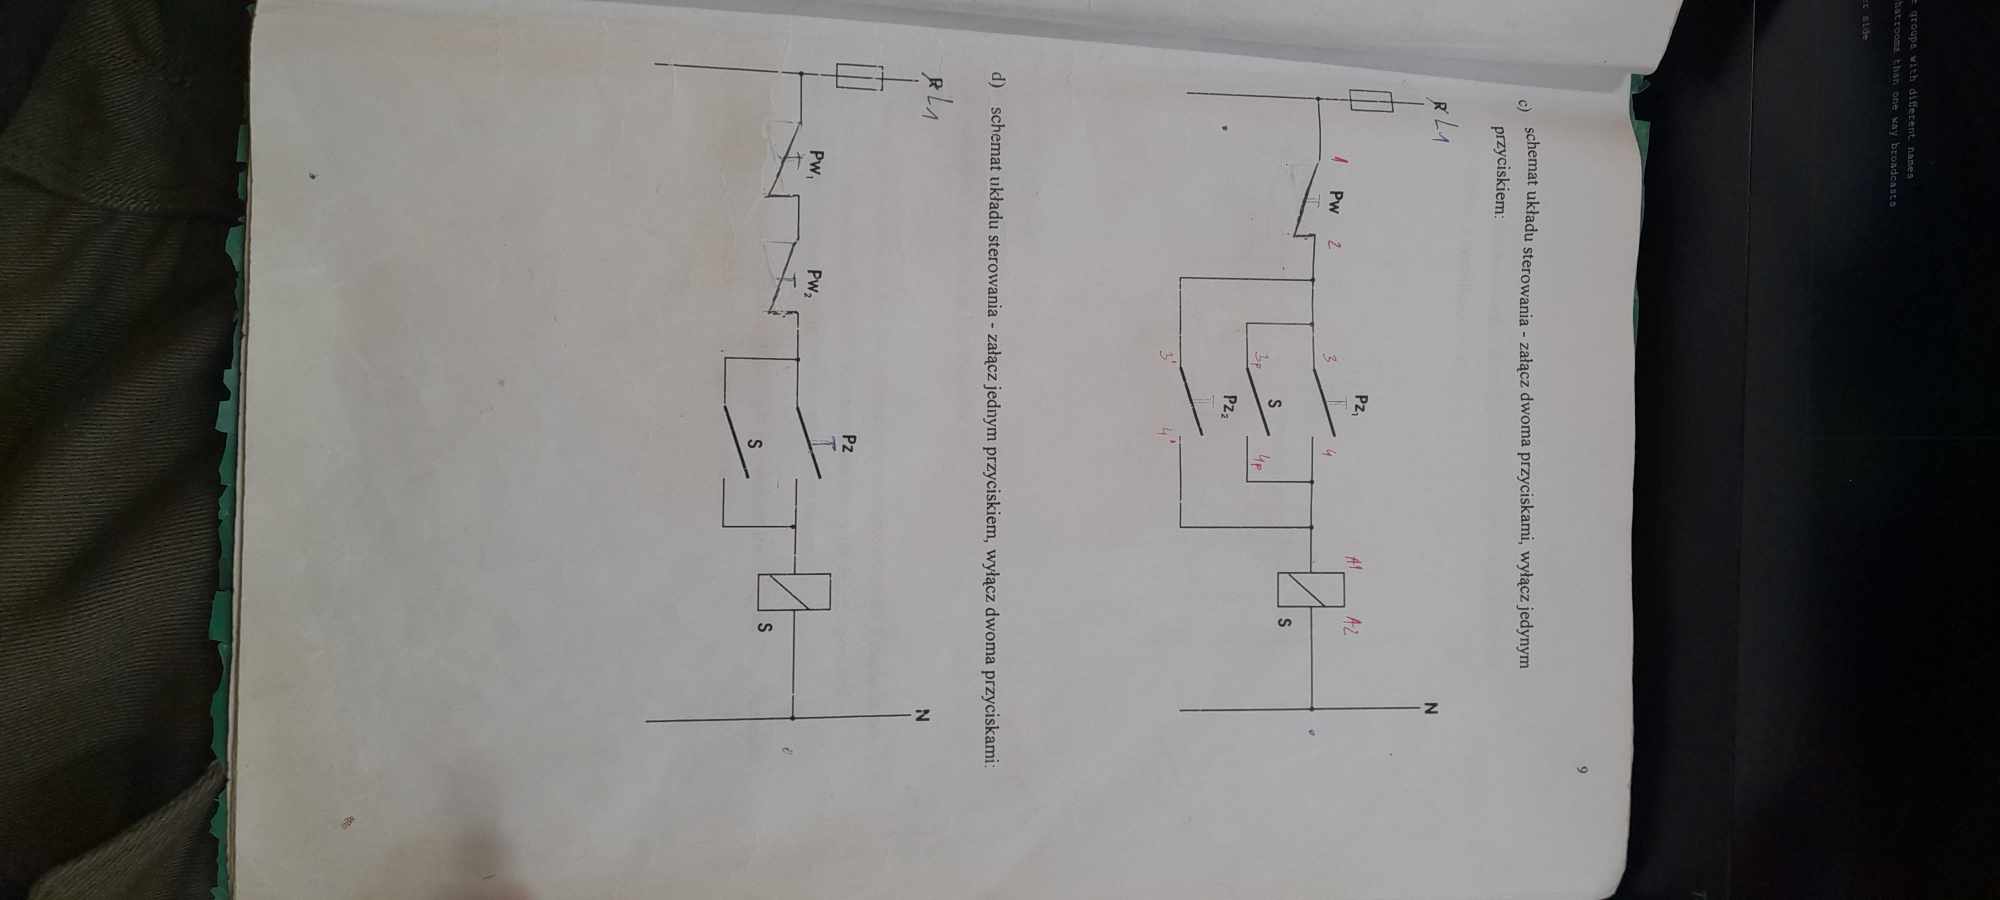 9
c) schemat układu sterowania - załącz dwoma przyciskami, wyłącz jedynym
przyciskiem:
R L1
N
1 PW 2
3 PZ₁ 4
A1 A2
3p S 4p
S
3' PZ₂ 4'
d) schemat układu sterowania - załącz jednym przyciskiem, wyłącz dwoma przyciskami:
R L1
N
PW₁
PW₂
PZ
S
S
groups with different names
hatrooms than one way broadcasts
side